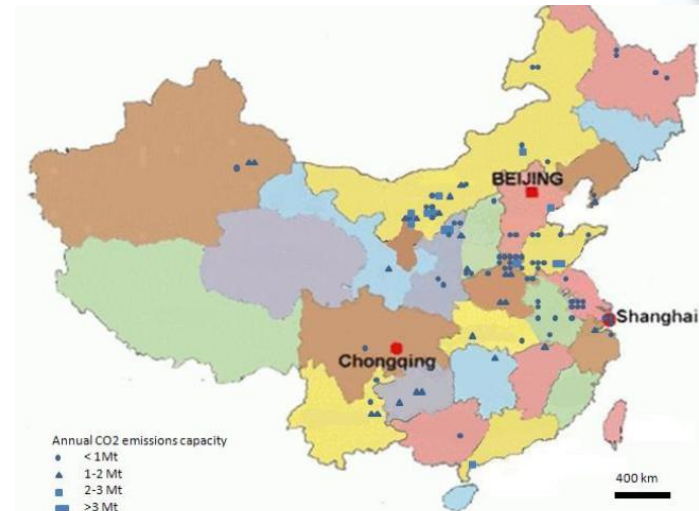 BEIJING
Shanghai
Chongqing
Annual CO2 emissions capacity
< 1Mt
1-2 Mt
2-3 Mt
>3 Mt
400 km